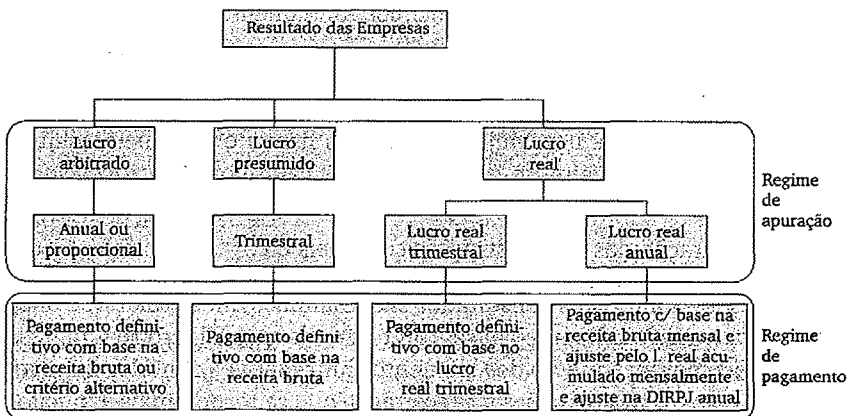 Resultado das Empresas
Lucro
arbitrado
Lucro
presumido
Lucro
real
Regime
de
apuração
Anual ou
proporcional
Trimestral
Lucro real
trimestral
Lucro real
anual
Pagamento defini-
tivo com base na
receita bruta ou
critério alternativo
Pagamento defini-
tivo com base na
receita bruta
Pagamento defini-
tivo com base no
lucro
real trimestral
Pagamento c/ base na
receita bruta mensal e
ajuste pelo l. real acu-
mulado mensalmente
e ajuste na DIRPJ anual
Regime
de
pagamento